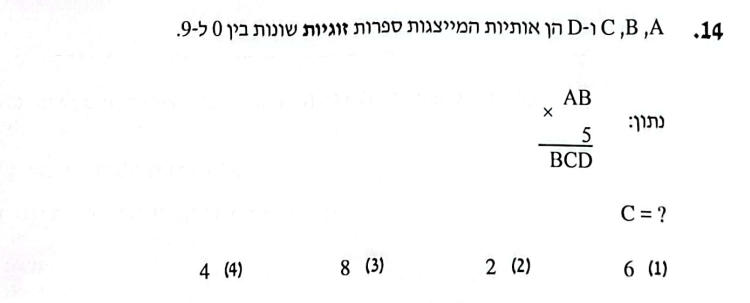 14. A‏, B‏, C ו-D הן אותיות המייצגות ספרות זוגיות שונות בין 0 ל-9.
נתון:
AB
×
5
BCD
C = ?
(1) 6 (2) 2 (3) 8 (4) 4